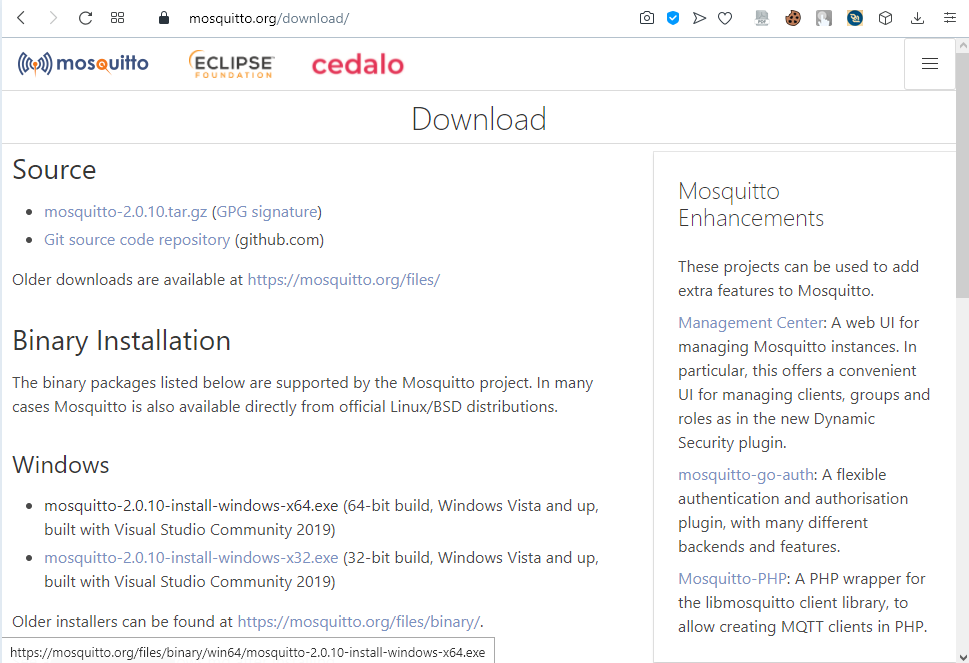 mosquitto.org/download/
mosquitto
ECLIPSE
FOUNDATION
cedalo
Download
Source
mosquitto-2.0.10.tar.gz (GPG signature)
Git source code repository (github.com)
Older downloads are available at https://mosquitto.org/files/
Binary Installation
The binary packages listed below are supported by the Mosquitto project. In many
cases Mosquitto is also available directly from official Linux/BSD distributions.
Windows
mosquitto-2.0.10-install-windows-x64.exe (64-bit build, Windows Vista and up,
built with Visual Studio Community 2019)
mosquitto-2.0.10-install-windows-x32.exe (32-bit build, Windows Vista and up,
built with Visual Studio Community 2019)
Older installers can be found at https://mosquitto.org/files/binary/.
https://mosquitto.org/files/binary/win64/mosquitto-2.0.10-install-windows-x64.exe
Mosquitto
Enhancements
These projects can be used to add
extra features to Mosquitto.
Management Center: A web UI for
managing Mosquitto instances. In
particular, this offers a convenient
UI for managing clients, groups and
roles as in the new Dynamic
Security plugin.
mosquitto-go-auth: A flexible
authentication and authorisation
plugin, with many different
backends and features.
Mosquitto-PHP: A PHP wrapper for
the libmosquitto client library, to
allow creating MQTT clients in PHP.